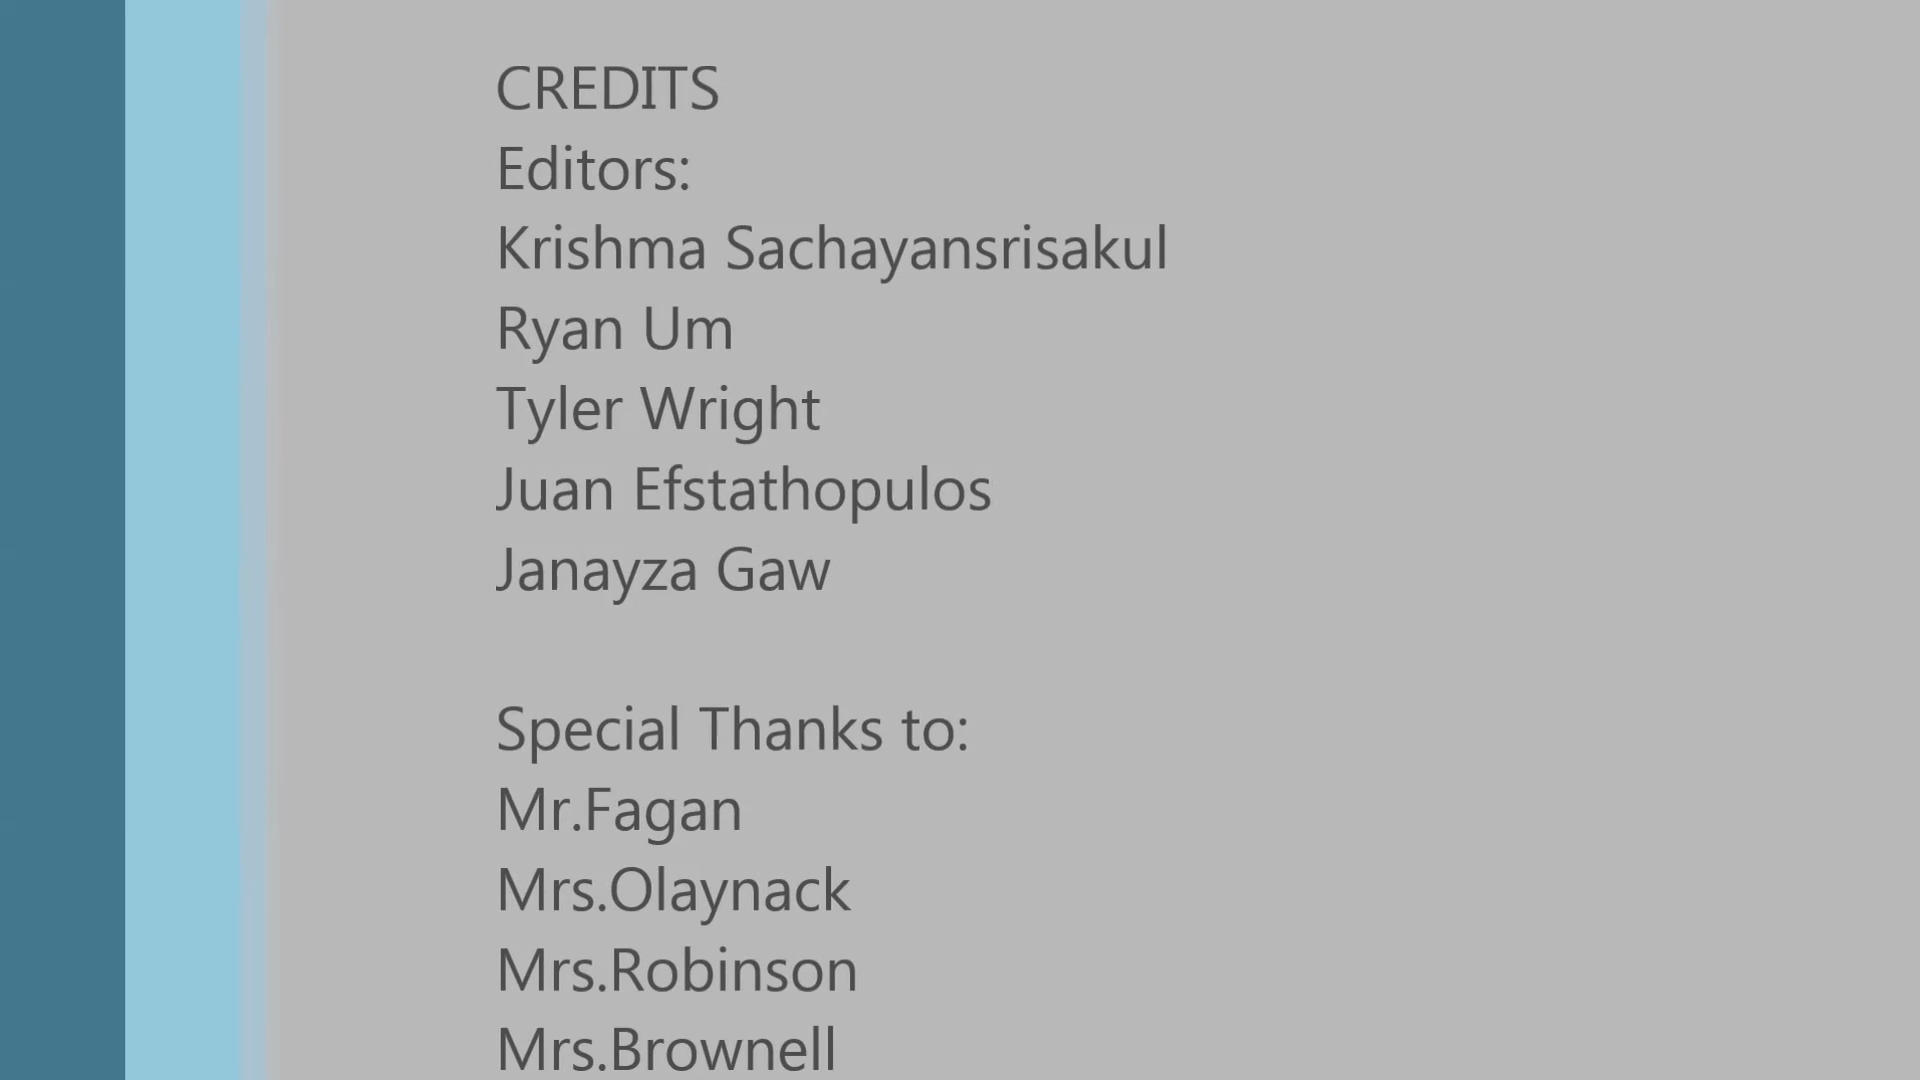 CREDITS
Editors:
Krishma Sachayansrisakul
Ryan Um
Tyler Wright
Juan Efstathopulos
Janayza Gaw
Special Thanks to:
Mr.Fagan
Mrs.Olaynack
Mrs.Robinson
Mrs.Brownell